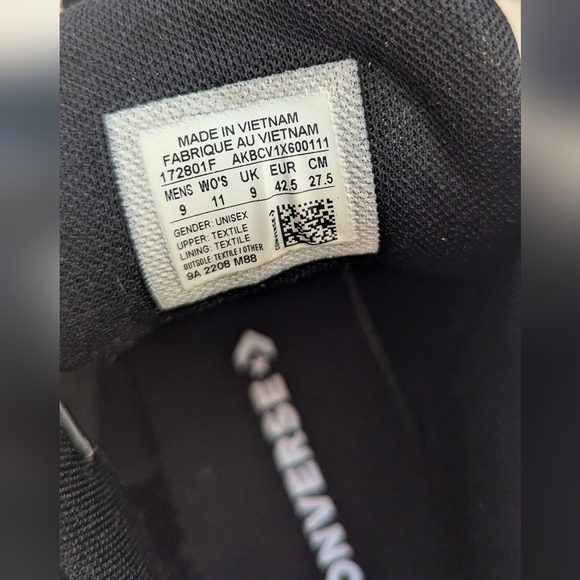 MADE IN VIETNAM
FABRIQUE AU VIETNAM
172801F AKBCV1X600111
MENS WO'S UK EUR CM
9 11 9 42.5 27.5
GENDER: UNISEX
UPPER: TEXTILE
LINING: TEXTILE
OUTSOLE: TEXTILE / OTHER
9A 2208 M88
CONVERSE
CONVERSE